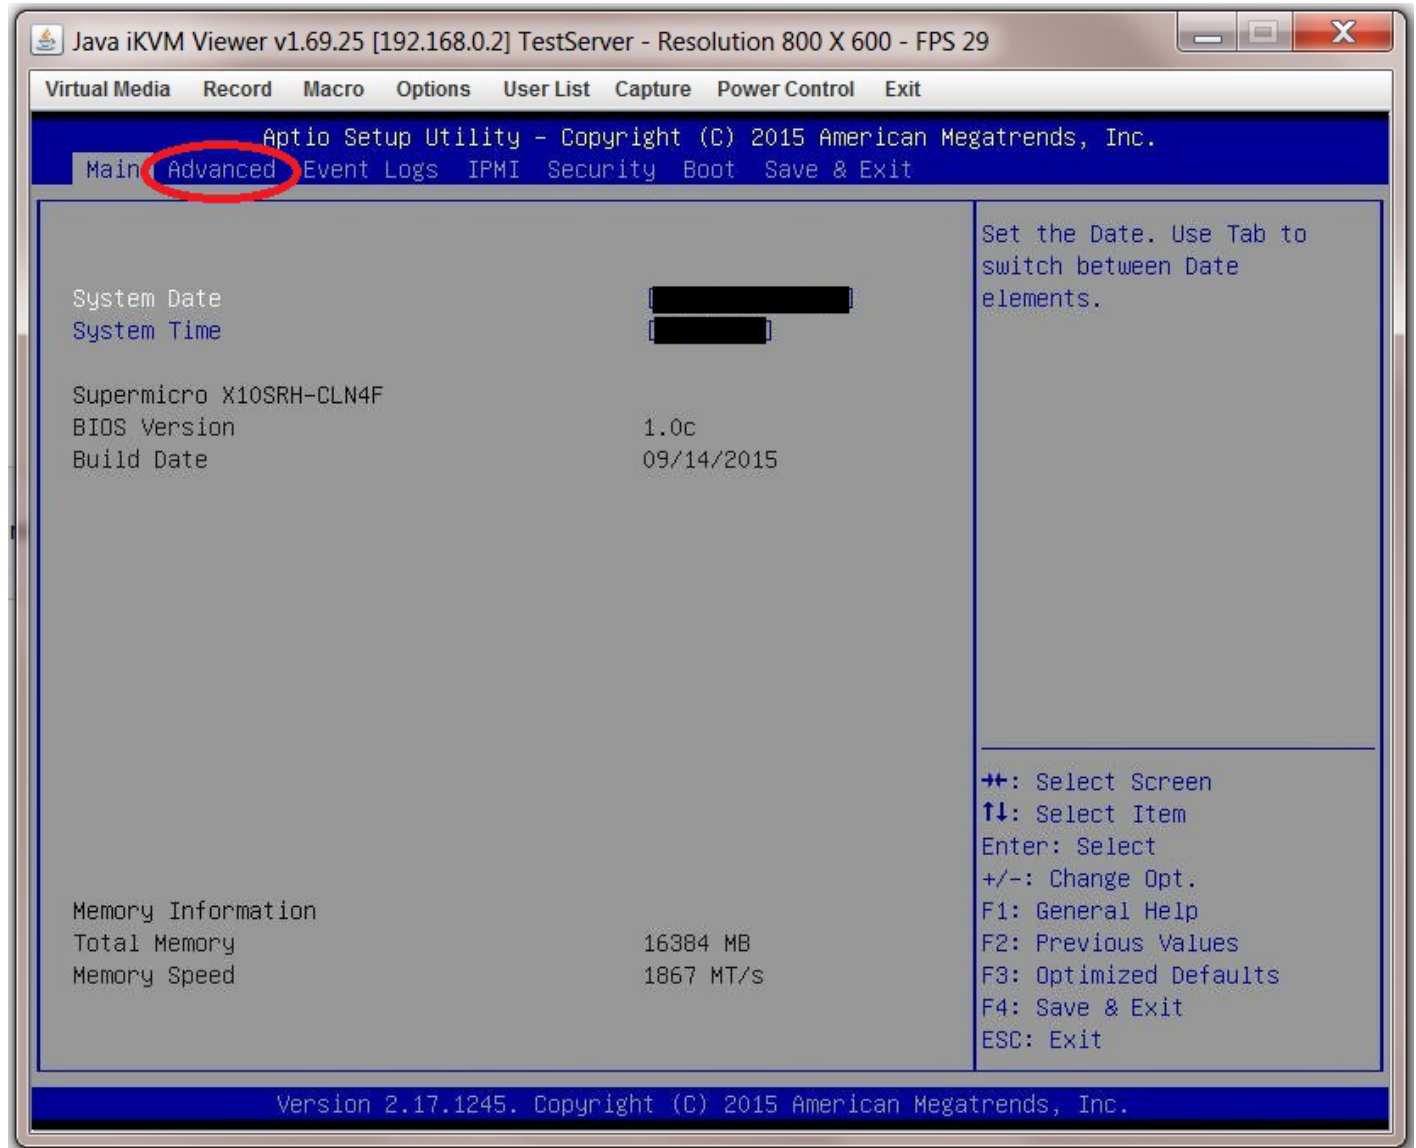 Java iKVM Viewer v1.69.25 [192.168.0.2] TestServer - Resolution 800 X 600 - FPS 29
Virtual Media Record Macro Options User List Capture Power Control Exit
Aptio Setup Utility – Copyright (C) 2015 American Megatrends, Inc.
Main Advanced Event Logs IPMI Security Boot Save & Exit
Set the Date. Use Tab to
switch between Date
elements.
System Date [ ]
System Time [ ]
Supermicro X10SRH-CLN4F
BIOS Version 1.0c
Build Date 09/14/2015
Memory Information
Total Memory 16384 MB
Memory Speed 1867 MT/s
→←: Select Screen
↑↓: Select Item
Enter: Select
+/-: Change Opt.
F1: General Help
F2: Previous Values
F3: Optimized Defaults
F4: Save & Exit
ESC: Exit
Version 2.17.1245. Copyright (C) 2015 American Megatrends, Inc.